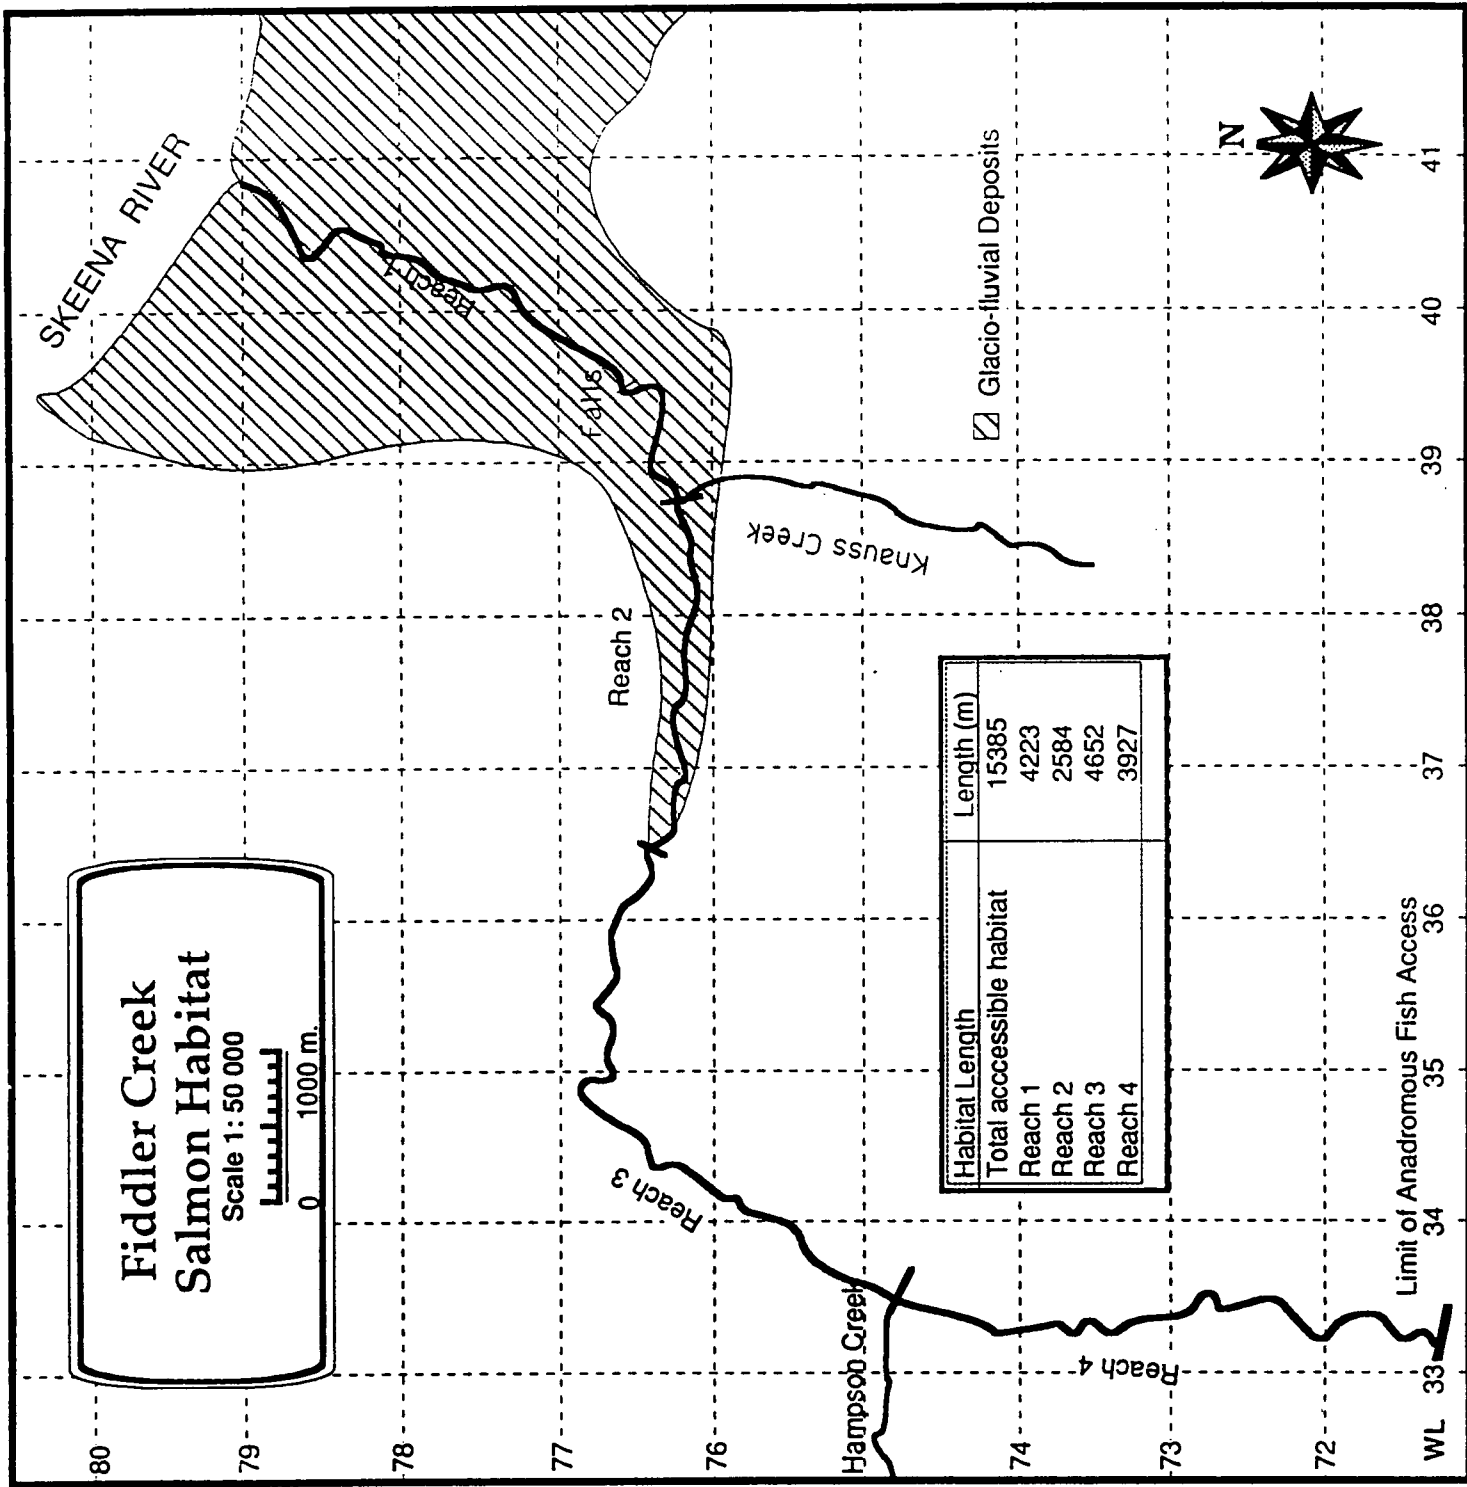 Fiddler Creek
Salmon Habitat
Scale 1: 50 000
0 1000 m.
SKEENA RIVER
Reach 1
Falls
Reach 2
Knauss Creek
Reach 3
Hampson Creek
Reach 4
Limit of Anadromous Fish Access
Glacio-fluvial Deposits
N
Habitat Length Length (m)
Total acccessible habitat 15385
Reach 1 4223
Reach 2 2584
Reach 3 4652
Reach 4 3927
80
79
78
77
76
74
73
72
WL 33 34 35 36 37 38 39 40 41